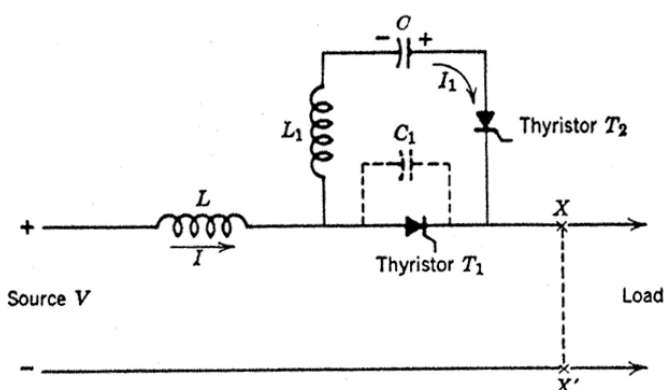 − C +
I₁
Thyristor T₂
L₁
C₁
L
X
+
I
Thyristor T₁
Source V
Load
−
X′